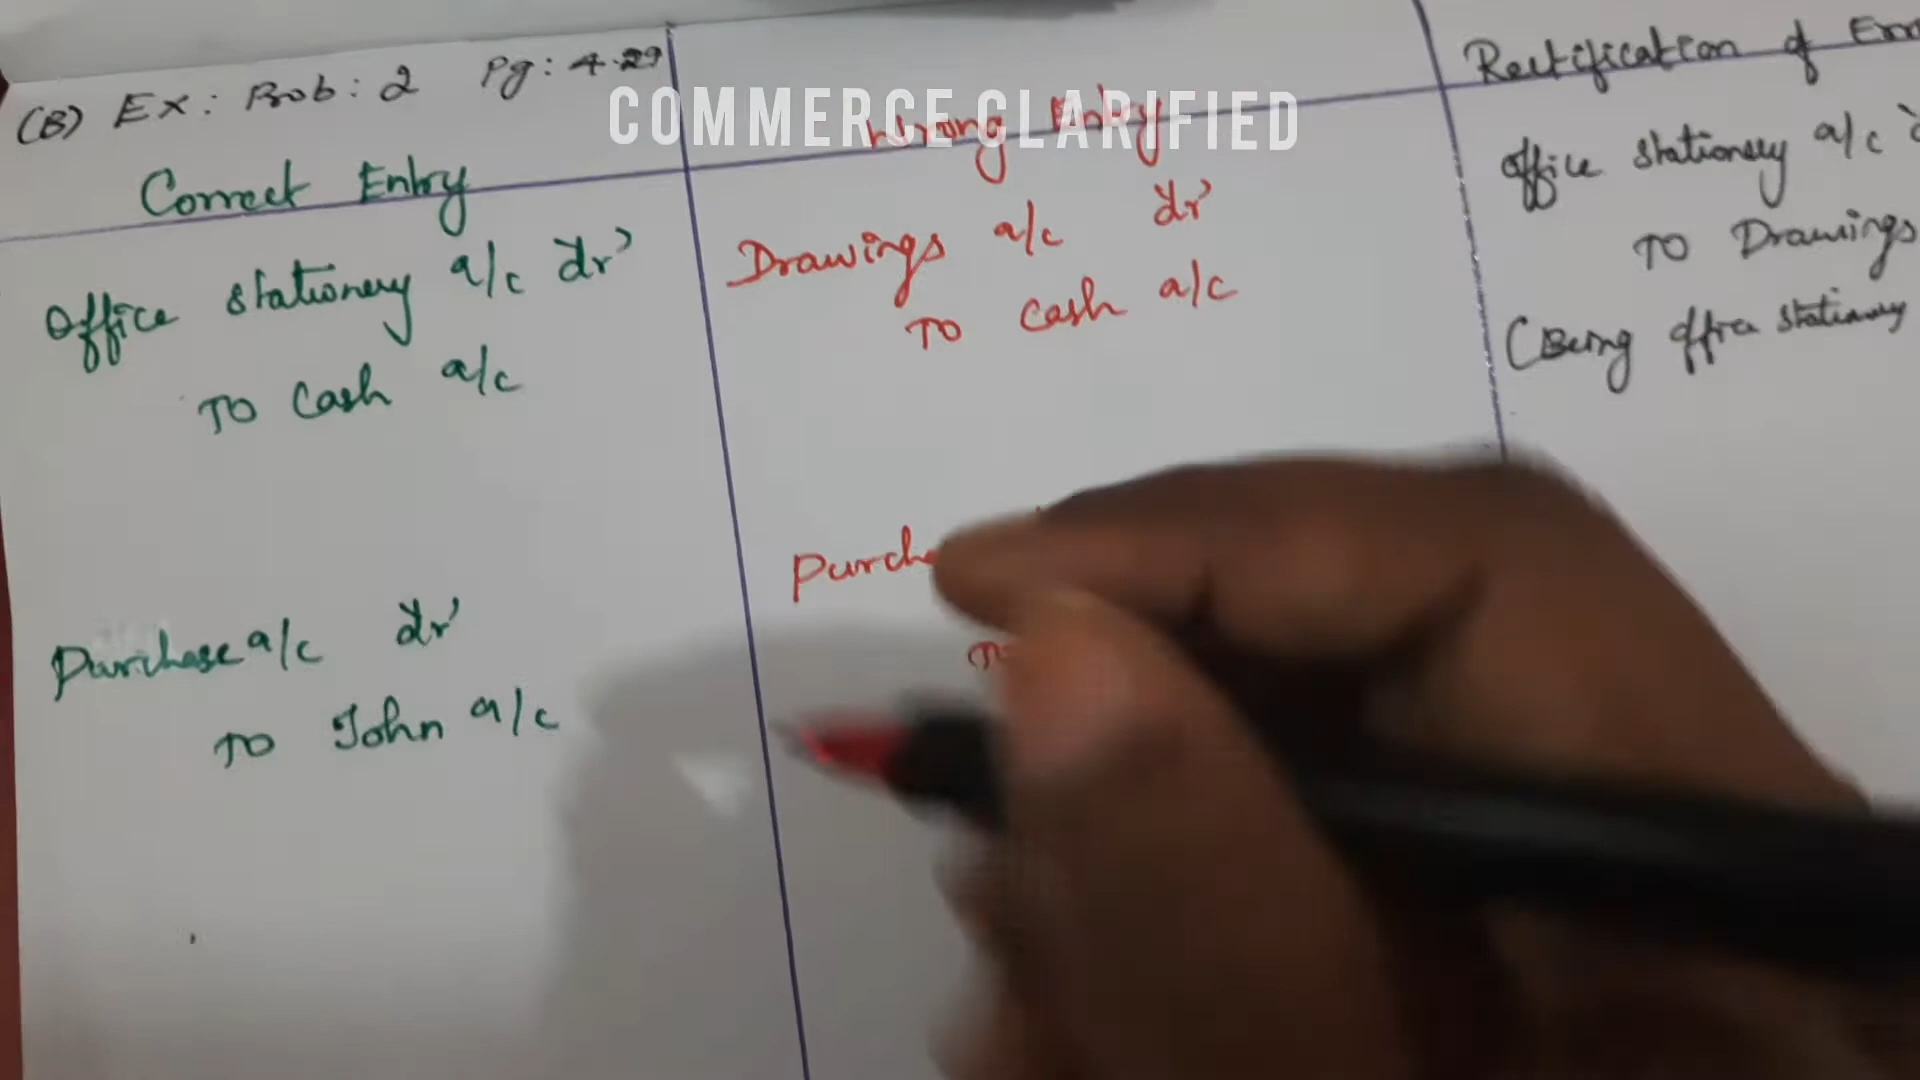 (B) Ex: Prob: 2 Pg: 4.29
COMMERCE CLARIFIED
Correct Entry
Wrong Entry
Rectification of
Office stationery a/c dr
To Cash a/c
Drawings a/c dr
To Cash a/c
Office stationery a/c
To Drawings
(Being office stationery
Purchase a/c dr
To John a/c
To